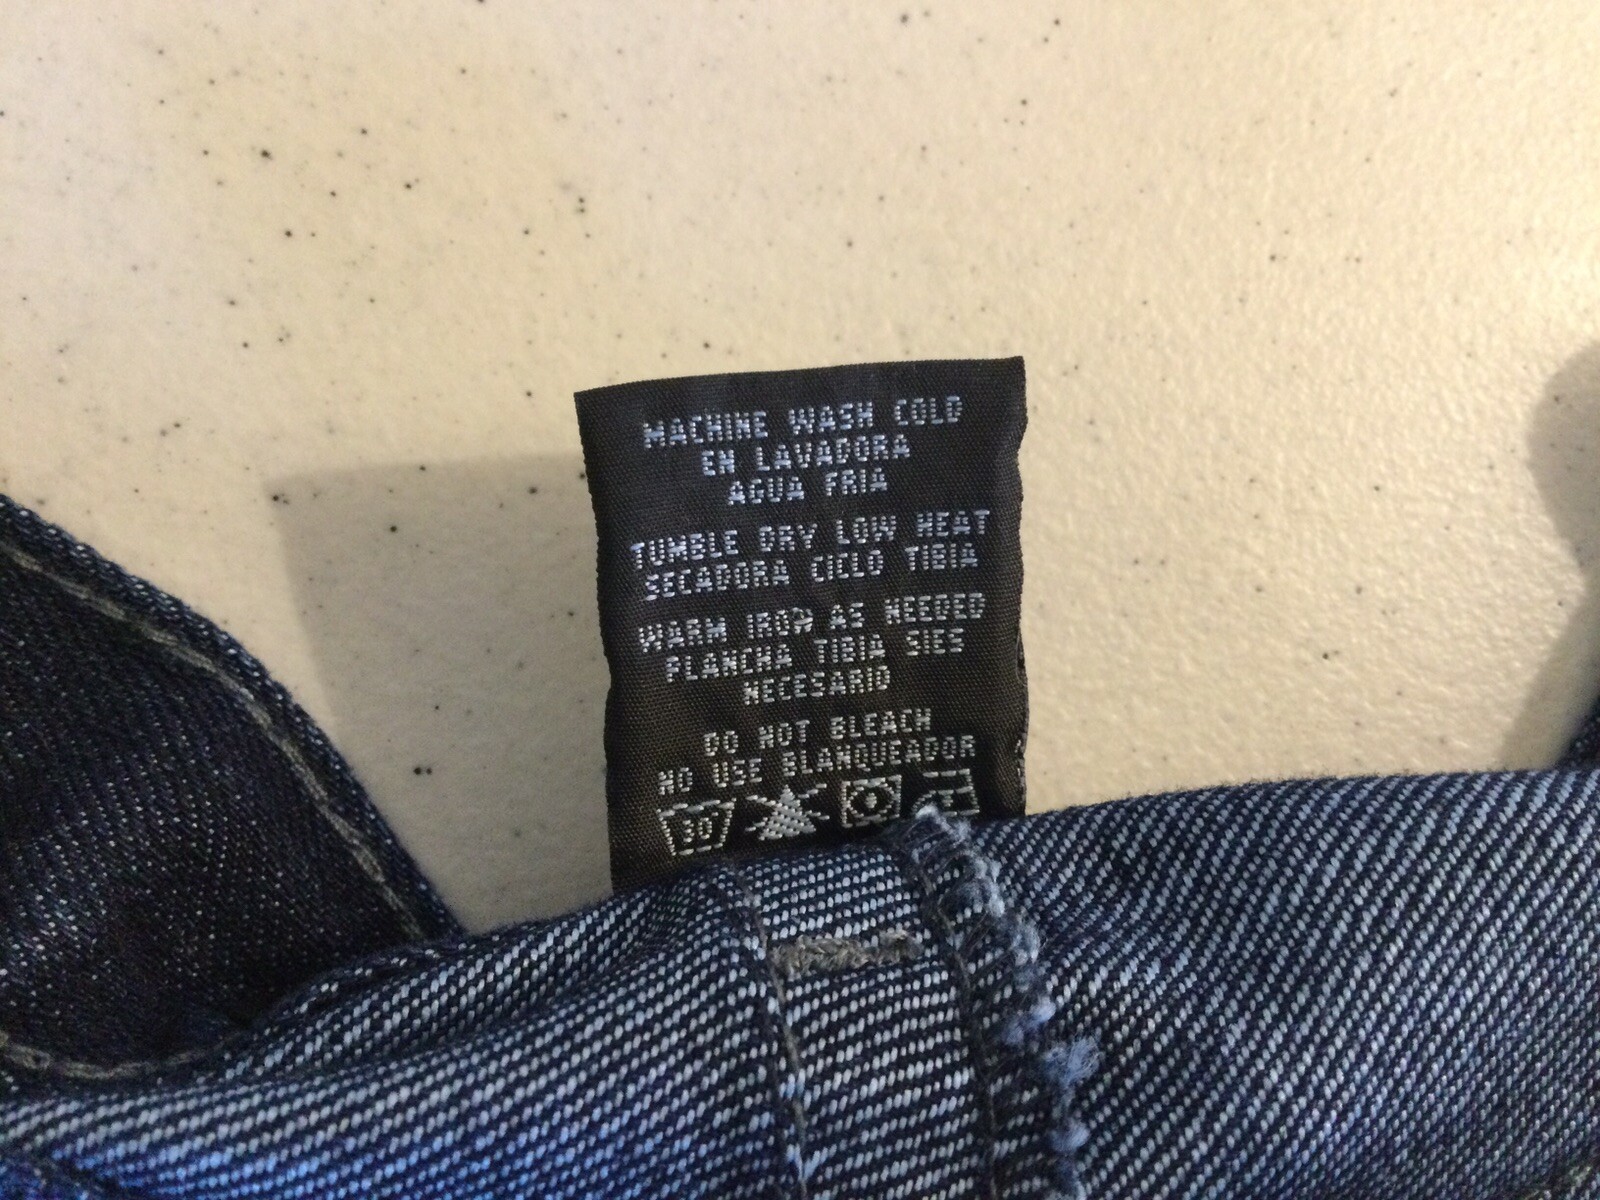 MACHINE WASH COLD
EN LAVADORA
AGUA FRIA
TUMBLE DRY LOW HEAT
SECADORA CICLO TIBIA
WARM IRON AS NEEDED
PLANCHA TIBIA SIES
NECESARIO
DO NOT BLEACH
NO USE BLANQUEADOR
30